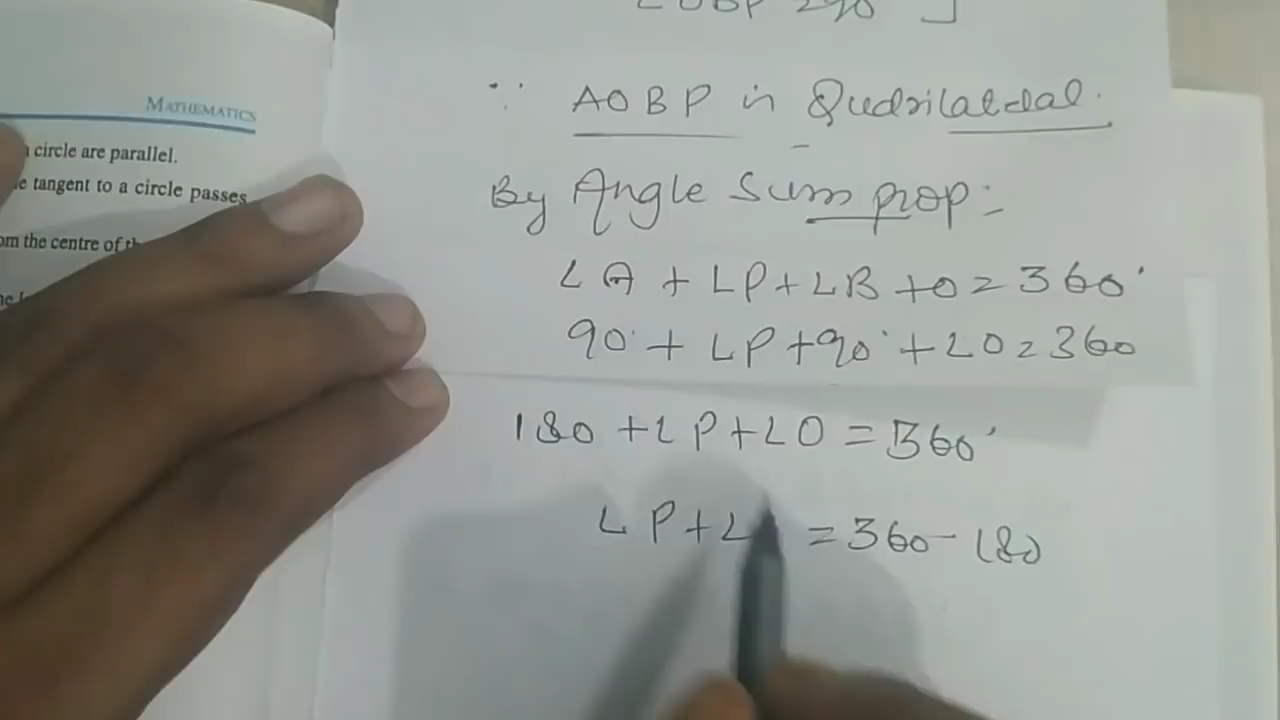 MATHEMATICS
circle are parallel.
tangent to a circle passes
om the centre of
∵ AOBP in Qudrilatdal.
By Angle Sum prop:-
∠A + ∠P + ∠B + O = 360°
90° + ∠P + 90° + ∠O = 360
180 + ∠P + ∠O = 360°
∠P + ∠ = 360 - 180